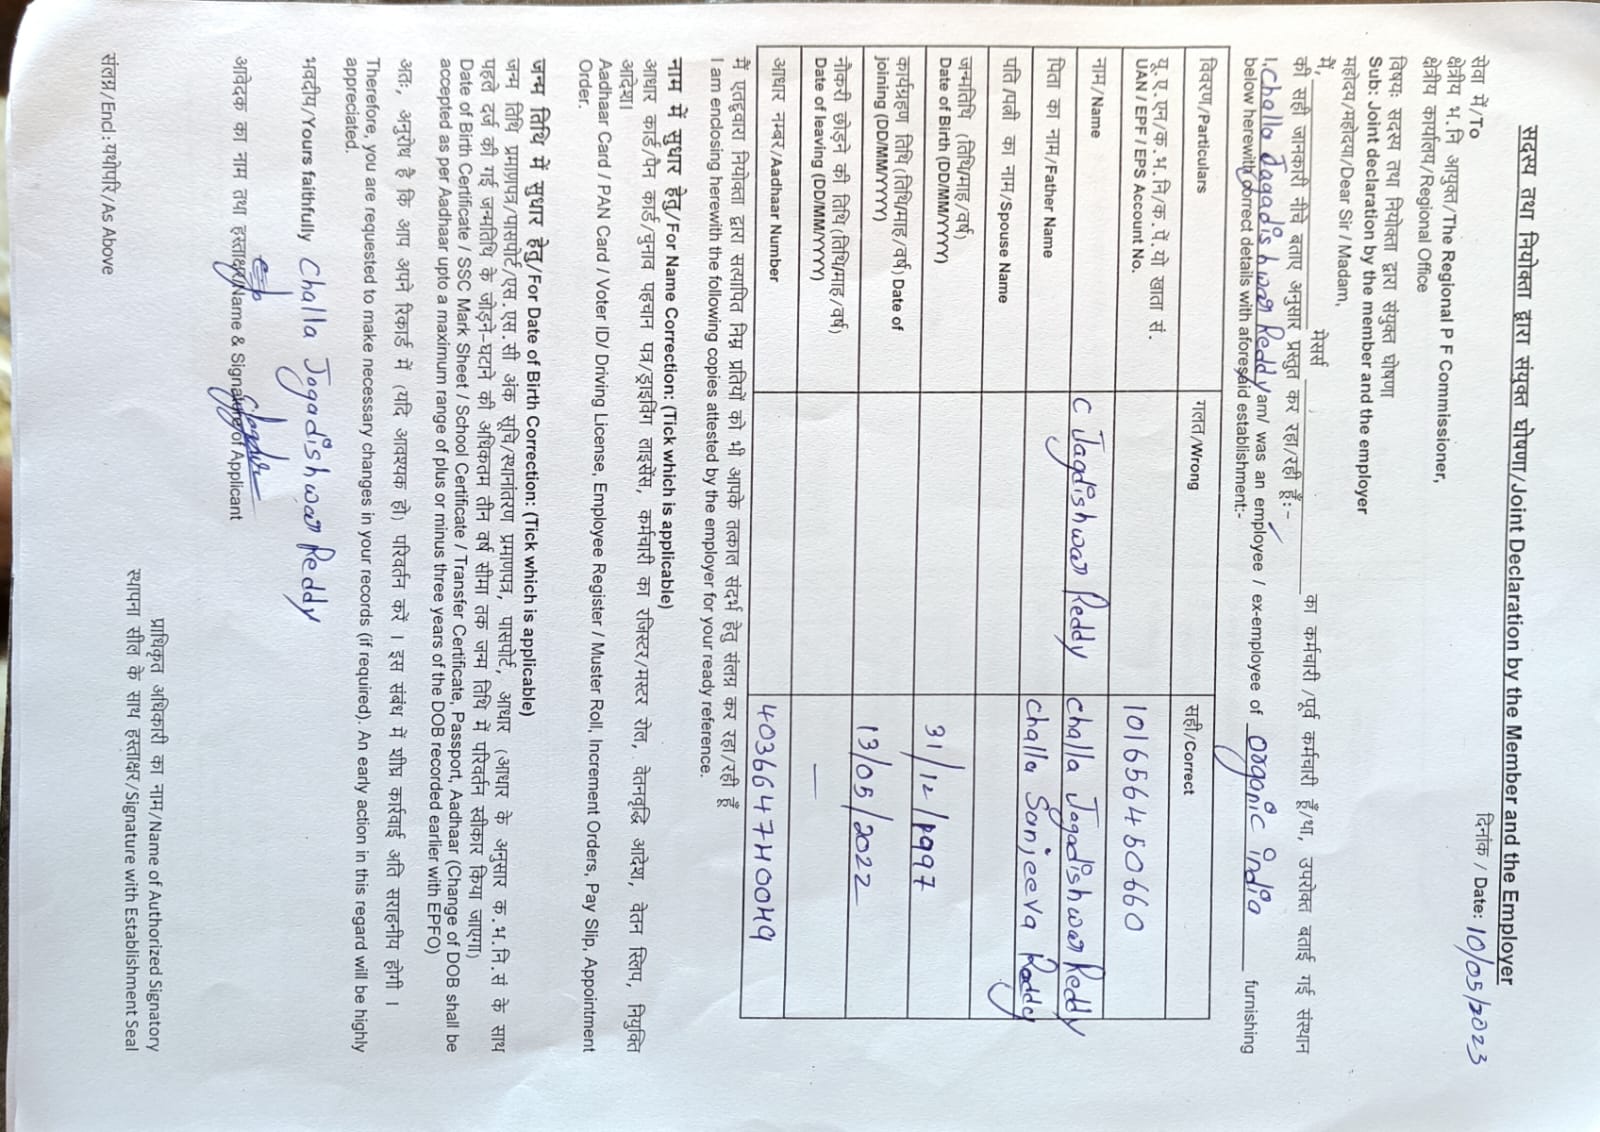 सदस्य तथा नियोक्ता द्वारा संयुक्त घोषणा/Joint Declaration by the Member and the Employer
दिनांक / Date: 10/05/2023
सेवा में/To
क्षेत्रीय भ.नि आयुक्त/The Regional P F Commissioner,
क्षेत्रीय कार्यालय/Regional Office
विषयः सदस्य तथा नियोक्ता द्वारा संयुक्त घोषणा
Sub: Joint declaration by the member and the employer
महोदय/महोदया/Dear Sir / Madam,
मैं, मेसर्स का कर्मचारी /पूर्व कर्मचारी हूँ/था, उपरोक्त बताई गई संस्थान
की सही जानकारी नीचे बताए अनुसार प्रस्तुत कर रहा/रही हूँ:-
I, Challa Jagadishwar Reddy am/ was an employee / ex-employee of organic india furnishing
below herewith correct details with aforesaid establishment:-
विवरण/Particulars गलत/Wrong सही/Correct
यू.ए.एन/क.भ.नि/क.पें.यो खाता सं.
UAN / EPF / EPS Account No. 101656480660
नाम/Name C Jagdishwar Reddy Challa Jagadishwar Reddy
पिता का नाम/Father Name Challa Sanjeeva Reddy
पति/पत्नी का नाम/Spouse Name
जन्मतिथि (तिथि/माह/वर्ष)
Date of Birth (DD/MM/YYYY) 31/12/1997
कार्यग्रहण तिथि (तिथि/माह/वर्ष) Date of
joining (DD/MM/YYYY) 13/05/2022
नौकरी छोड़ने की तिथि (तिथि/माह/वर्ष)
Date of leaving (DD/MM/YYYY) —
आधार नम्बर/Aadhaar Number 403664740049
मैं एतद्द्वारा नियोक्ता द्वारा सत्यापित निम्न प्रतियों को भी आपके तत्काल संदर्भ हेतु संलग्न कर रहा/रही हूँ
I am enclosing herewith the following copies attested by the employer for your ready reference.
नाम में सुधार हेतु/For Name Correction: (Tick which is applicable)
आधार कार्ड/पैन कार्ड/चुनाव पहचान पत्र/ड्राइविंग लाइसेंस, कर्मचारी का रजिस्टर/मस्टर रोल, वेतनवृद्धि आदेश, वेतन स्लिप, नियुक्ति
आदेश।
Aadhaar Card / PAN Card / Voter ID/ Driving License, Employee Register / Muster Roll, Increment Orders, Pay Slip, Appointment
Order.
जन्म तिथि में सुधार हेतु/For Date of Birth Correction: (Tick which is applicable)
जन्म तिथि प्रमाणपत्र/पासपोर्ट/एस.एस.सी अंक सूचि/स्थानांतरण प्रमाणपत्र, पासपोर्ट, आधार (आधार के अनुसार क.भ.नि.सं के साथ
पहले दर्ज की गई जन्मतिथि के जोड़ने-घटाने की अधिकतम तीन वर्ष सीमा तक जन्म तिथि में परिवर्तन स्वीकार किया जाएगा)
Date of Birth Certificate / SSC Mark Sheet / School Certificate / Transfer Certificate, Passport, Aadhaar (Change of DOB shall be
accepted as per Aadhaar upto a maximum range of plus or minus three years of the DOB recorded earlier with EPFO)
अतः, अनुरोध है कि आप अपने रिकार्ड में (यदि आवश्यक हो) परिवर्तन करें । इस संबंध में शीघ्र कार्रवाई अति सराहनीय होगी ।
Therefore, you are requested to make necessary changes in your records (if required). An early action in this regard will be highly
appreciated.
भवदीय/Yours faithfully Challa Jagadishwar Reddy
आवेदक का नाम तथा हस्ताक्षर/Name & Signature of Applicant
प्राधिकृत अधिकारी का नाम/Name of Authorized Signatory
स्थापना सील के साथ हस्ताक्षर/Signature with Establishment Seal
संलग्न/Encl: यथोपरि/As Above